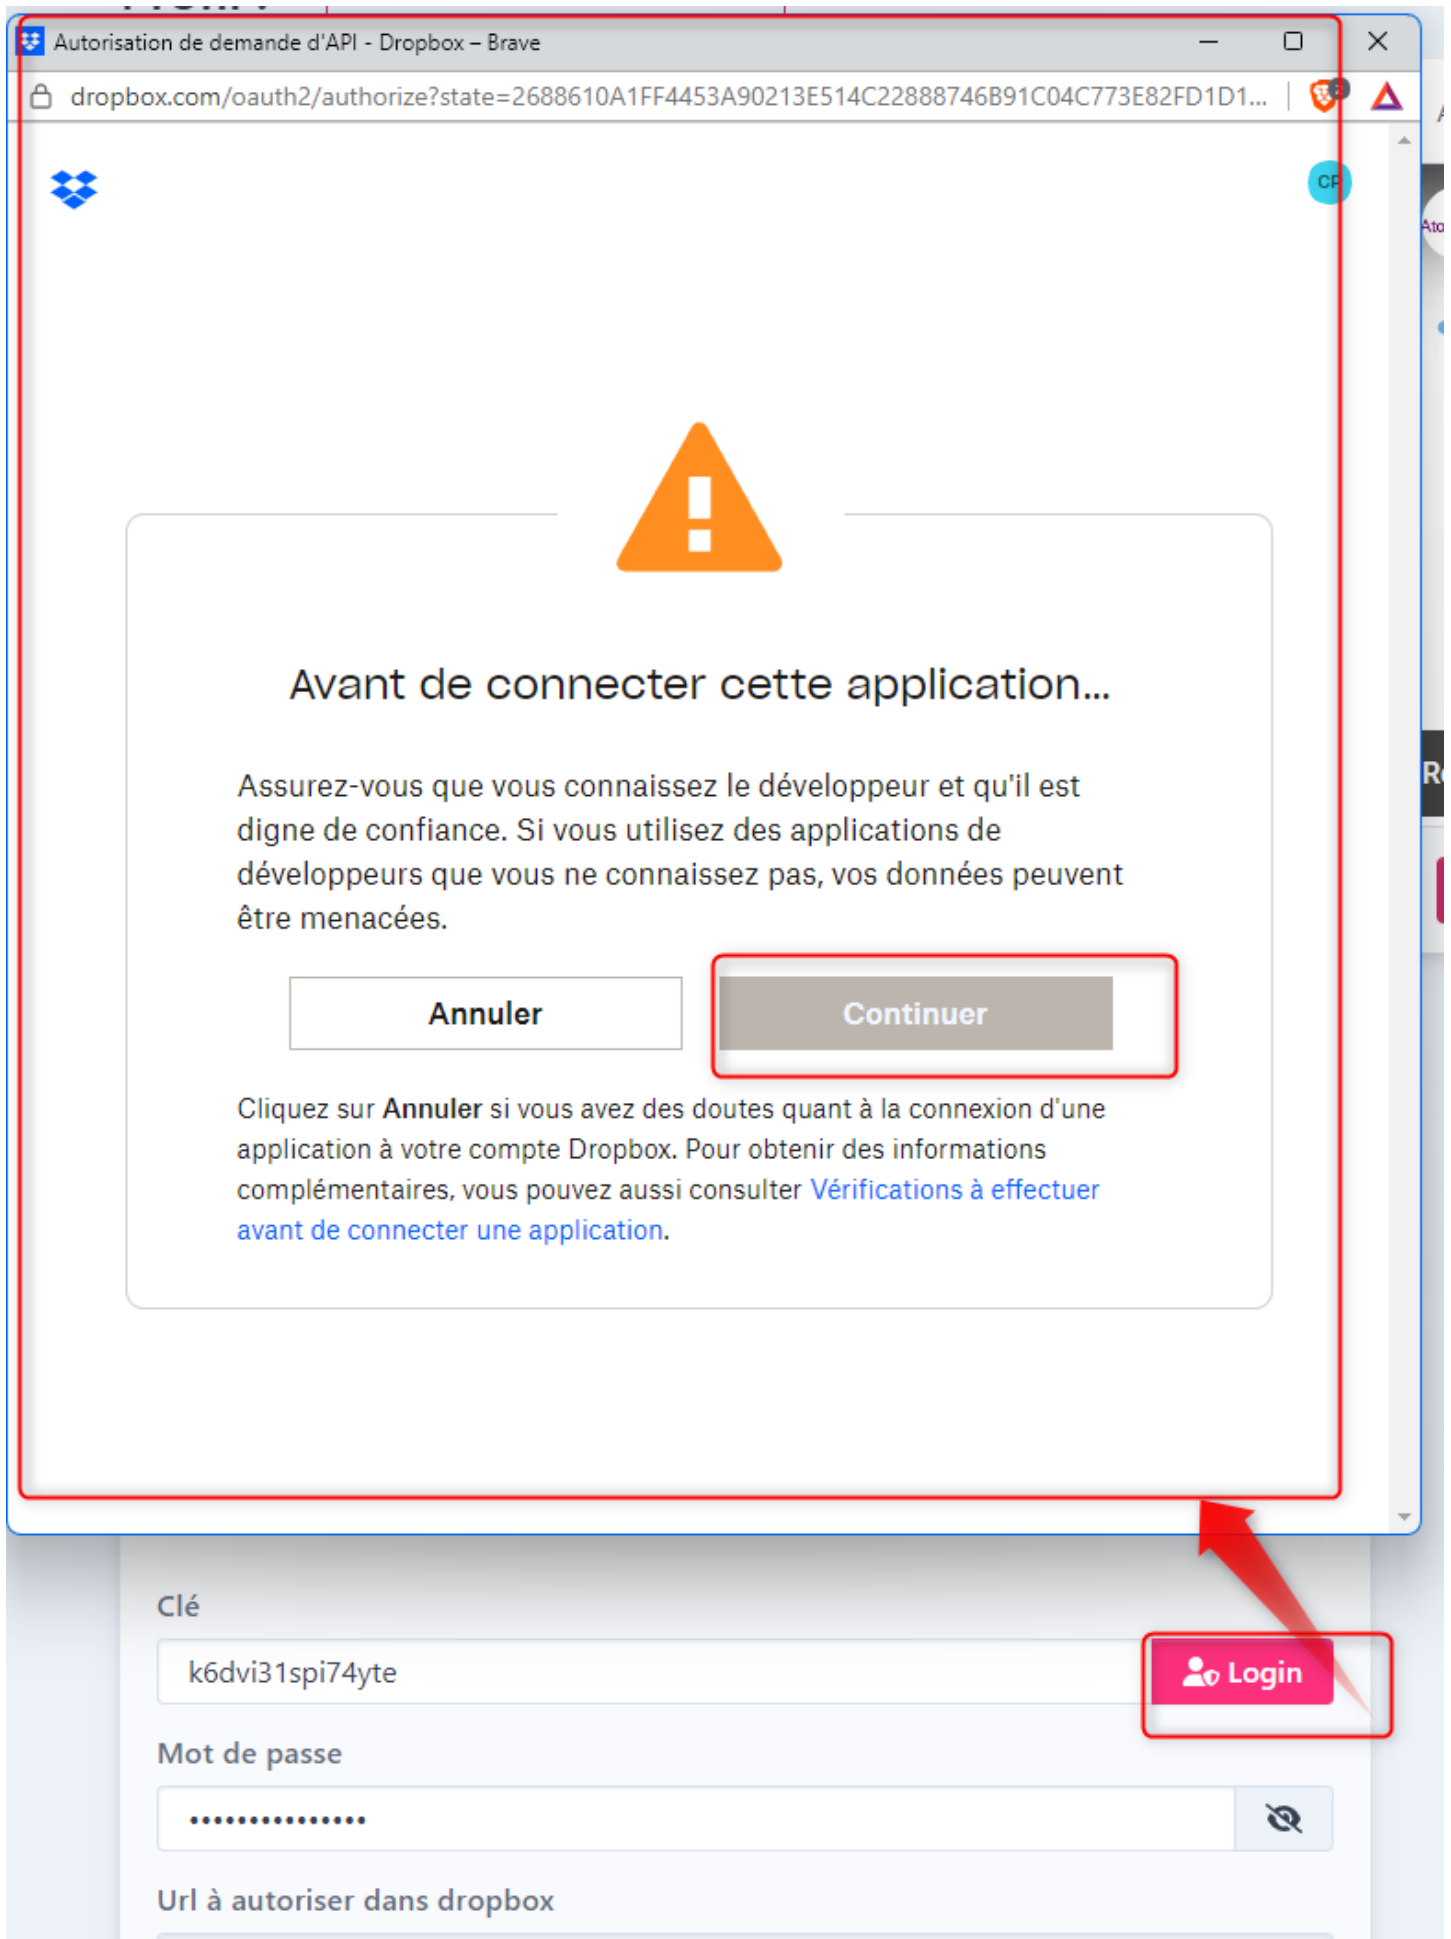 Autorisation de demande d'API - Dropbox – Brave
dropbox.com/oauth2/authorize?state=2688610A1FF4453A90213E514C22888746B91C04C773E82FD1D1...
CP
Avant de connecter cette application...
Assurez-vous que vous connaissez le développeur et qu'il est
digne de confiance. Si vous utilisez des applications de
développeurs que vous ne connaissez pas, vos données peuvent
être menacées.
Annuler
Continuer
Cliquez sur Annuler si vous avez des doutes quant à la connexion d'une
application à votre compte Dropbox. Pour obtenir des informations
complémentaires, vous pouvez aussi consulter Vérifications à effectuer
avant de connecter une application.
Clé
k6dvi31spi74yte
Login
Mot de passe
•••••••••••••••
Url à autoriser dans dropbox